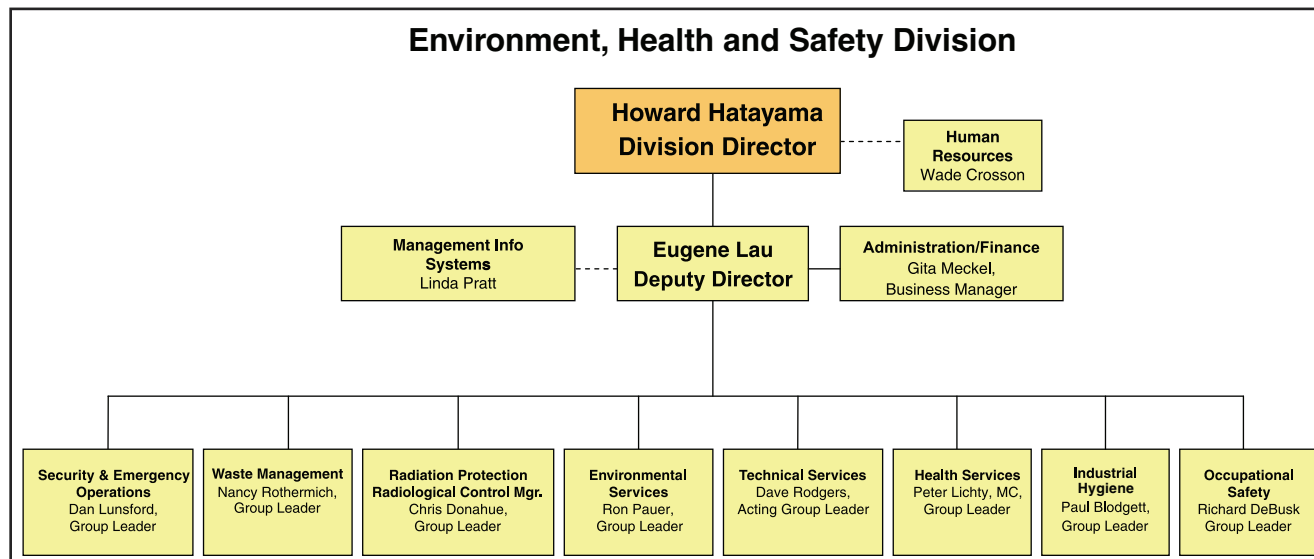 Environment, Health and Safety Division
Howard Hatayama
Division Director
Human
Resources
Wade Crosson
Management Info
Systems
Linda Pratt
Eugene Lau
Deputy Director
Administration/Finance
Gita Meckel,
Business Manager
Security & Emergency
Operations
Dan Lunsford,
Group Leader
Waste Management
Nancy Rothermich,
Group Leader
Radiation Protection
Radiological Control Mgr.
Chris Donahue,
Group Leader
Environmental
Services
Ron Pauer,
Group Leader
Technical Services
Dave Rodgers,
Acting Group Leader
Health Services
Peter Lichty, MC,
Group Leader
Industrial
Hygiene
Paul Blodgett,
Group Leader
Occupational
Safety
Richard DeBusk
Group Leader